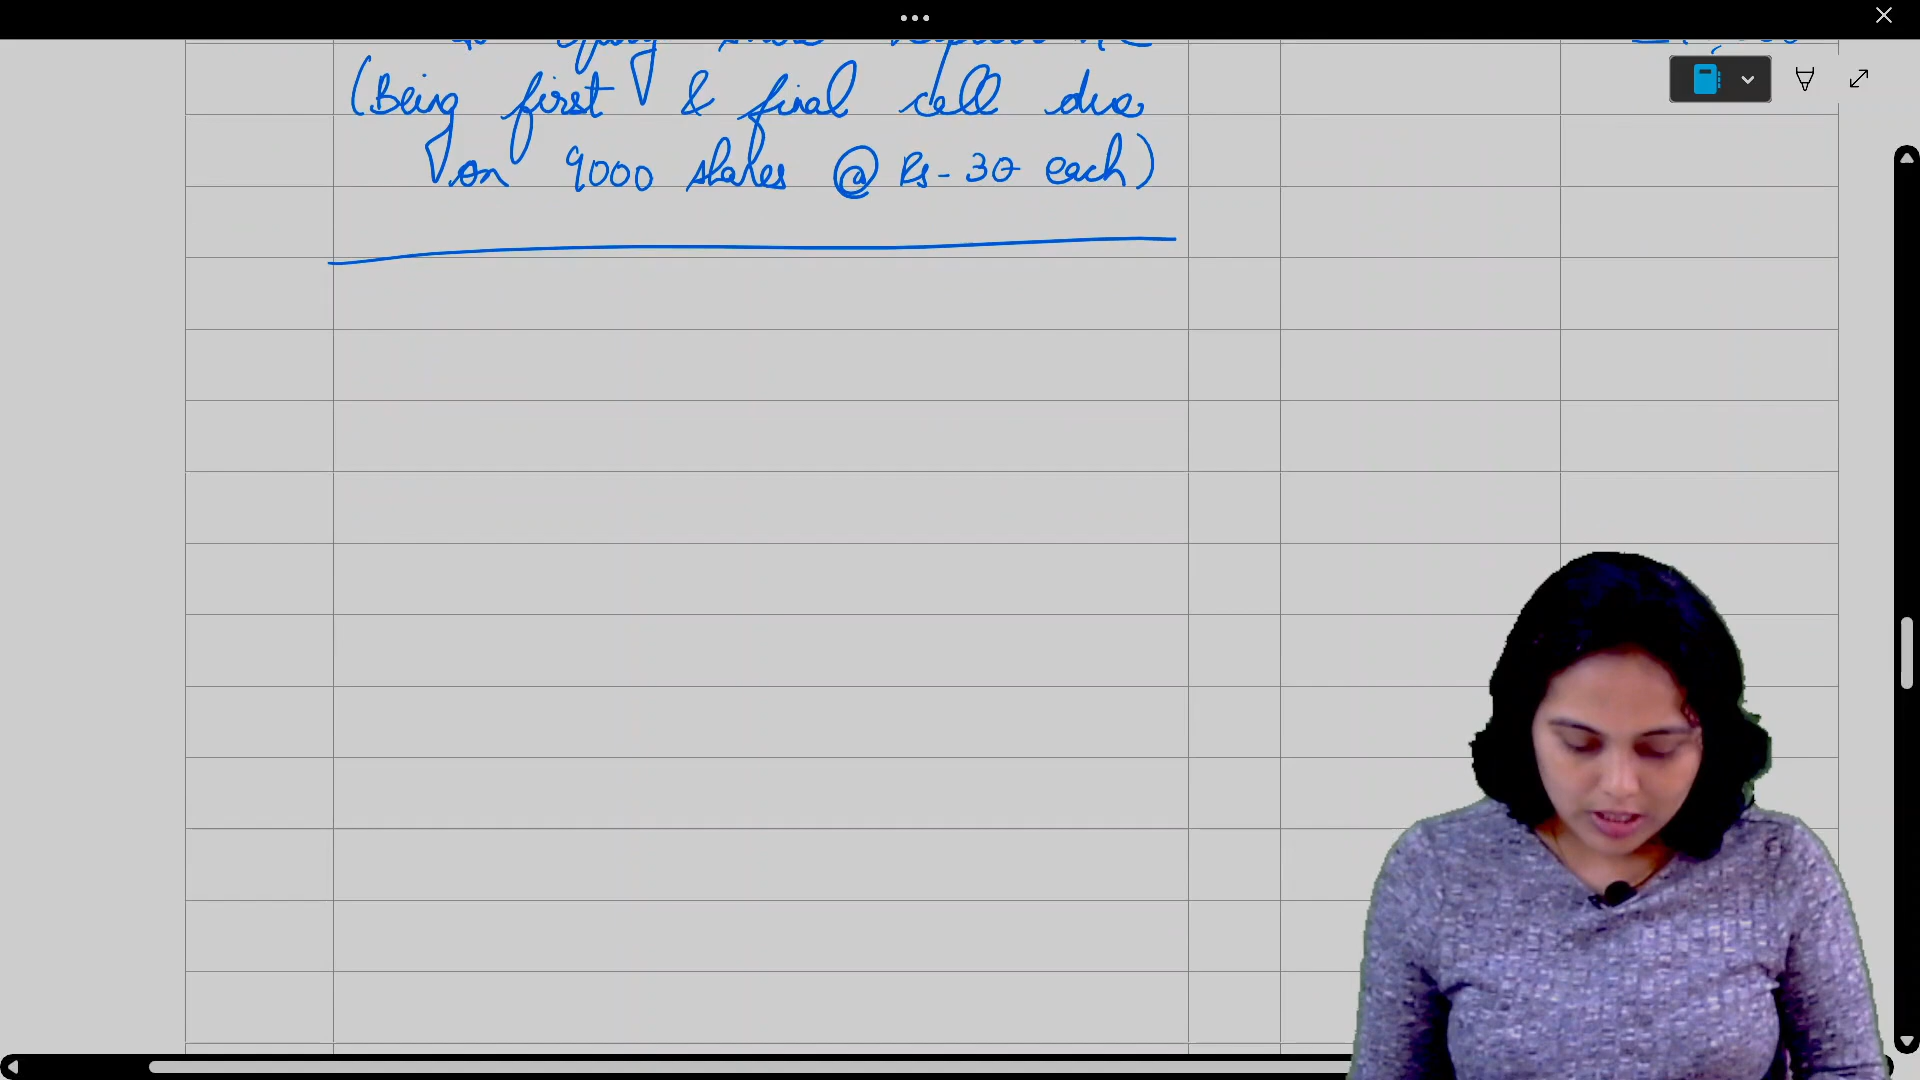 (Being first & final call due
on 9000 shares @ Rs- 30 each)